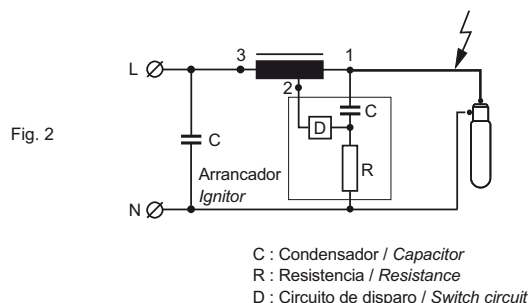 3
1
L
2
C
D
Fig. 2
C
Arrancador
R
Ignitor
N
C : Condensador / Capacitor
R : Resistencia / Resistance
D : Circuito de disparo / Switch circuit